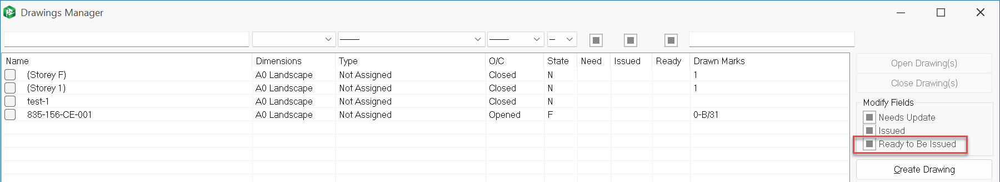 Drawings Manager
Name Dimensions Type O/C State Need Issued Ready Drawn Marks
(Storey F) A0 Landscape Not Assigned Closed N 1
(Storey 1) A0 Landscape Not Assigned Closed N 1
test-1 A0 Landscape Not Assigned Closed N
835-156-CE-001 A0 Landscape Not Assigned Opened F 0-B/31
Open Drawing(s)
Close Drawing(s)
Modify Fields
Needs Update
Issued
Ready to Be Issued
Create Drawing